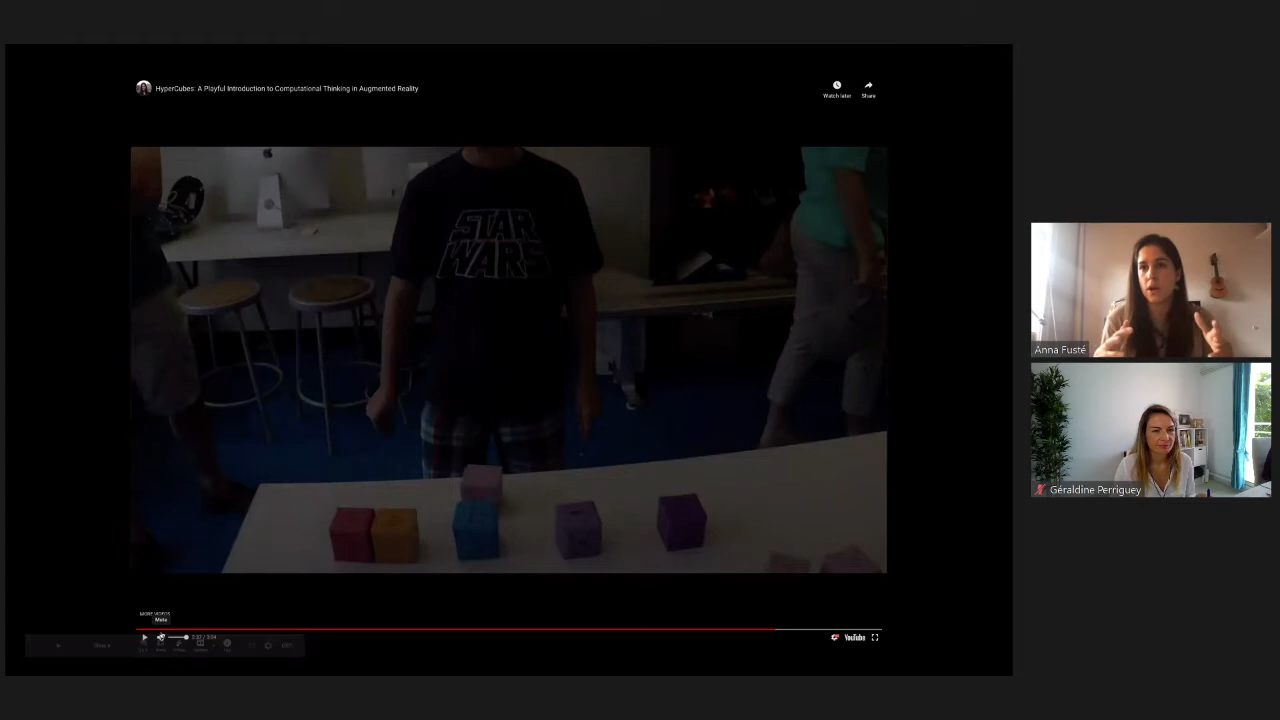 HyperCubes: A Playful Introduction to Computational Thinking in Augmented Reality
Watch later
Share
STAR
WARS
Anna Fusté
Géraldine Perriguey
MORE VIDEOS
Mute
YouTube